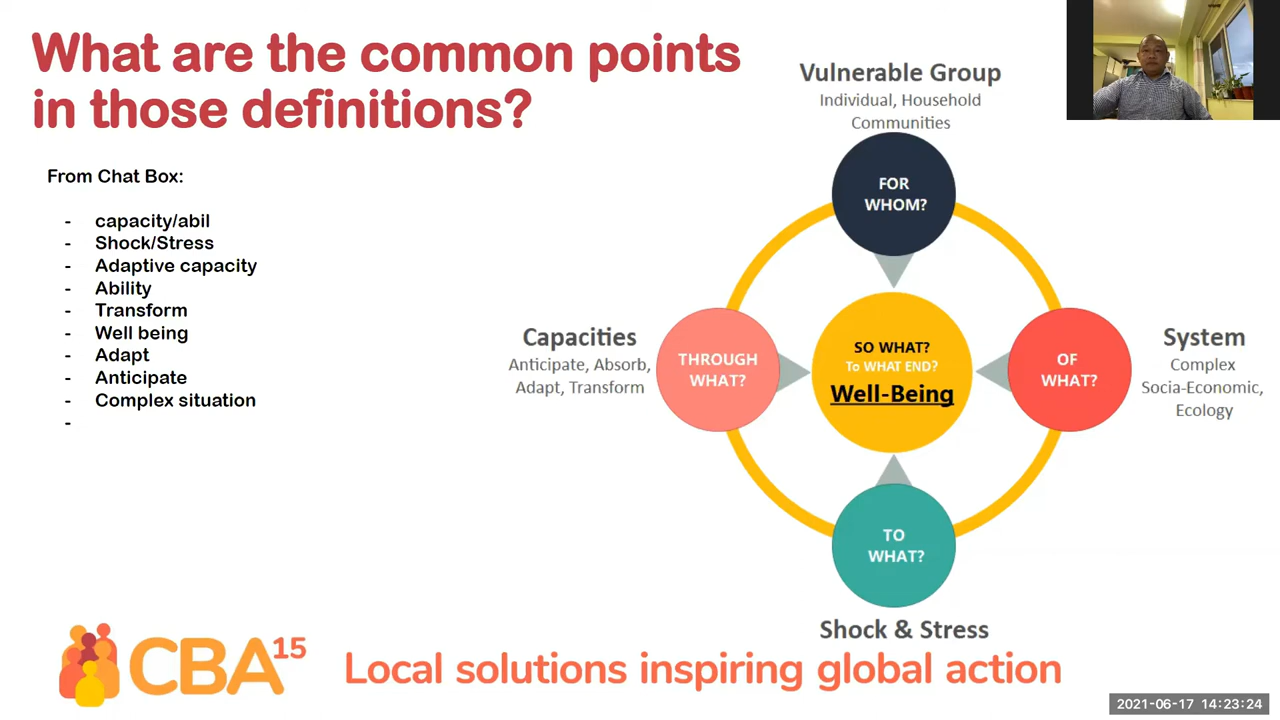 What are the common points
in those definitions?
From Chat Box:
- capacity/abil
- Shock/Stress
- Adaptive capacity
- Ability
- Transform
- Well being
- Adapt
- Anticipate
- Complex situation
-
Vulnerable Group
Individual, Household
Communities
FOR
WHOM?
Capacities
Anticipate, Absorb,
Adapt, Transform
THROUGH
WHAT?
SO WHAT?
To WHAT END?
Well-Being
OF
WHAT?
System
Complex
Socia-Economic,
Ecology
TO
WHAT?
Shock & Stress
CBA15
Local solutions inspiring global action
2021-06-17 14:23:24